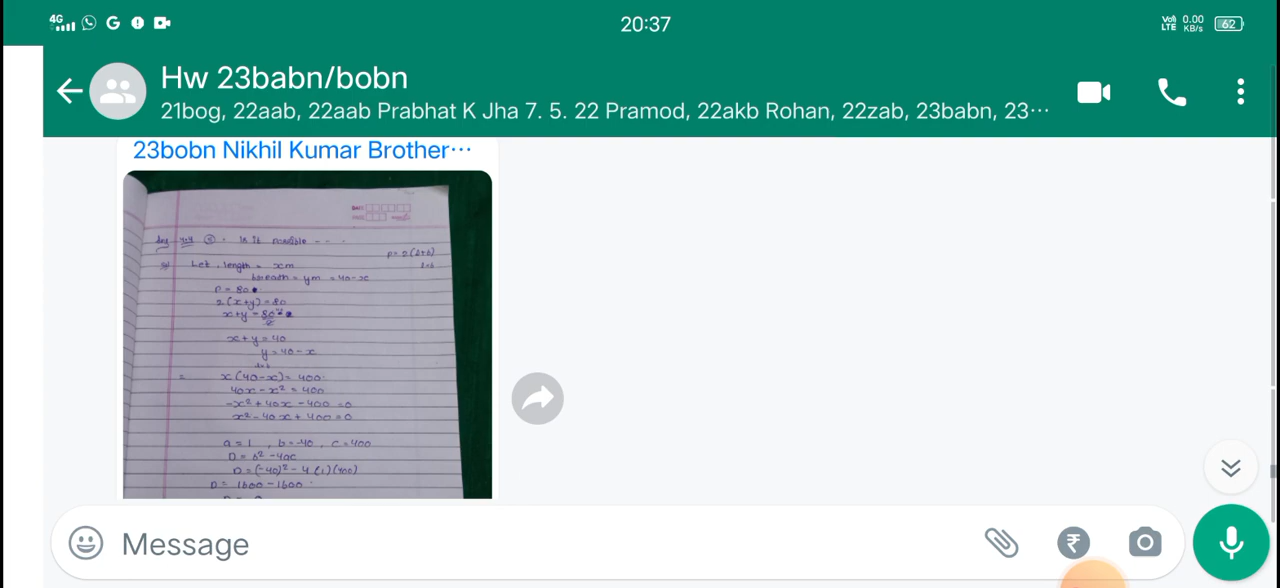 4G 20:37 Vo)) LTE 0.00 KB/s 62
Hw 23babn/bobn
21bog, 22aab, 22aab Prabhat K Jha 7. 5. 22 Pramod, 22akb Rohan, 22zab, 23babn, 23...
23bobn Nikhil Kumar Brother...
Is it possible - - -
P = 2(l+b)
Let, length = xm
breadth = ym = 40-x
P = 80
2(x+y) = 80
x+y = 80/2
x+y = 40
y = 40-x
= x(40-x) = 400
40x - x² = 400
-x² + 40x - 400 = 0
x² - 40x + 400 = 0
a = 1, b = -40, c = 400
D = b² - 4ac
D = (-40)² - 4(1)(400)
D = 1600 - 1600
Message